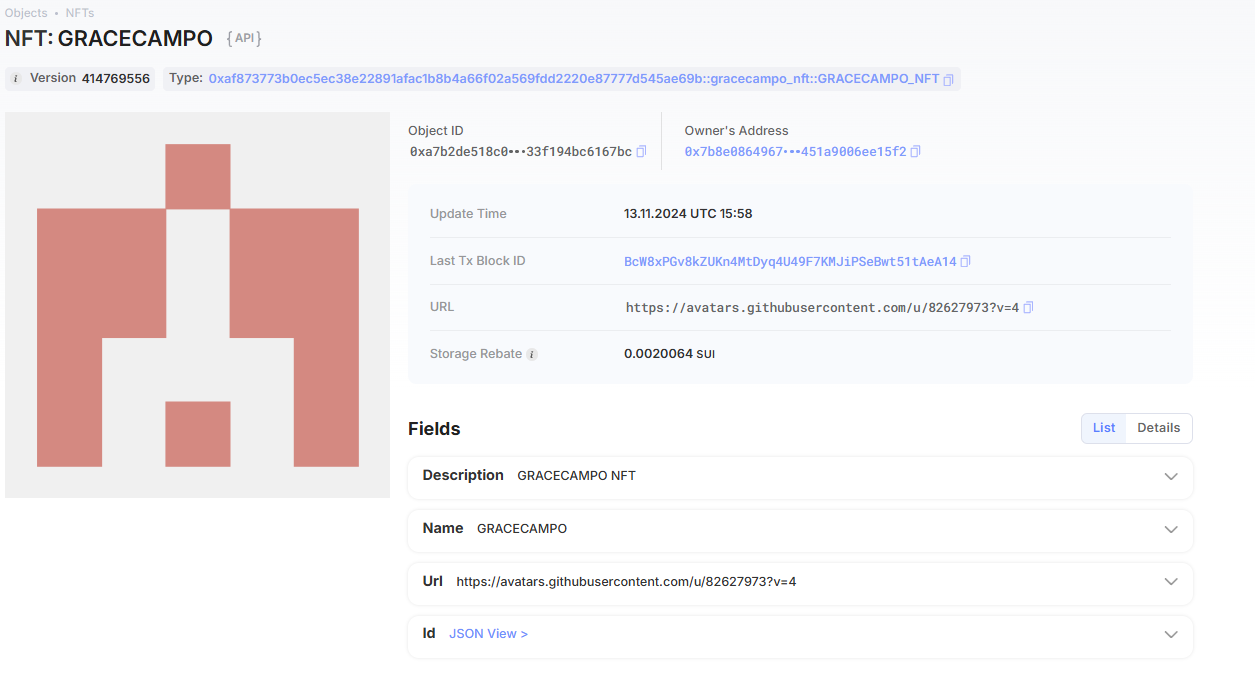 Objects • NFTs
NFT: GRACECAMPO {API}
i Version 414769556 Type: 0xaf873773b0ec5ec38e22891afac1b8b4a66f02a569fdd2220e87777d545ae69b::gracecampo_nft::GRACECAMPO_NFT
Object ID
0xa7b2de518c0•••33f194bc6167bc
Owner's Address
0x7b8e0864967•••451a9006ee15f2
Update Time 13.11.2024 UTC 15:58
Last Tx Block ID BcW8xPGv8kZUKn4MtDyq4U49F7KMJiPSeBwt51tAeA14
URL https://avatars.githubusercontent.com/u/82627973?v=4
Storage Rebate i 0.0020064 SUI
Fields List Details
Description GRACECAMPO NFT
Name GRACECAMPO
Url https://avatars.githubusercontent.com/u/82627973?v=4
Id JSON View >